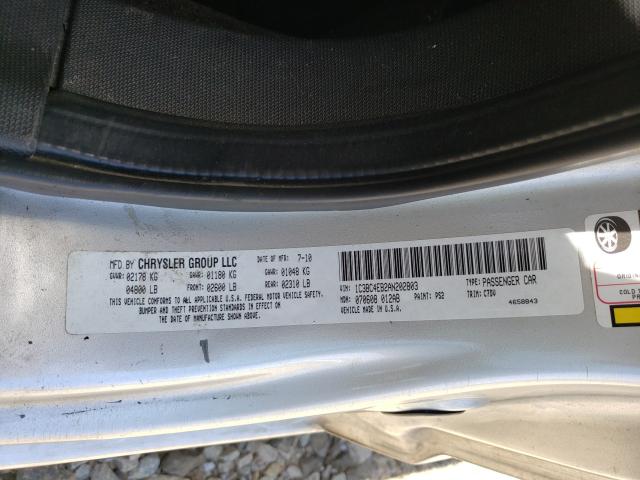 MFD BY CHRYSLER GROUP LLC DATE OF MFR: 7-10
GVWR: 02178 KG GAWR: 01180 KG GAWR: 01048 KG
04800 LB FRONT: 02600 LB REAR: 02310 LB
THIS VEHICLE CONFORMS TO ALL APPLICABLE U.S.A. FEDERAL MOTOR VEHICLE SAFETY,
BUMPER AND THEFT PREVENTION STANDARDS IN EFFECT ON
THE DATE OF MANUFACTURE SHOWN ABOVE.
VIN: 1C3BC4EB2AN202803 TYPE: PASSENGER CAR
MDH: 070608 012AB PAINT: PS2 TRIM: C7DV
VEHICLE MADE IN U.S.A. 4658843
COLD
THIS